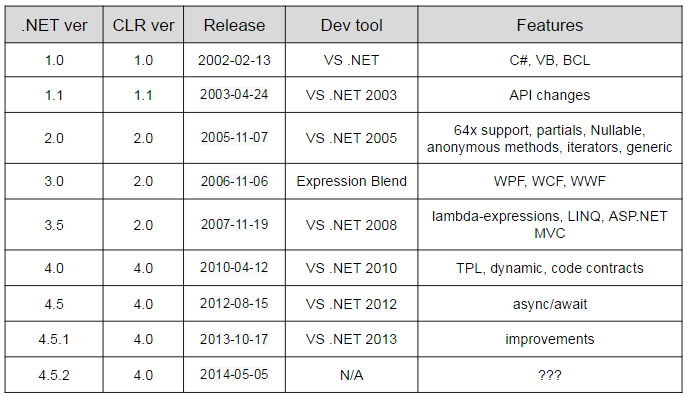 .NET ver CLR ver Release Dev tool Features
1.0 1.0 2002-02-13 VS .NET C#, VB, BCL
1.1 1.1 2003-04-24 VS .NET 2003 API changes
2.0 2.0 2005-11-07 VS .NET 2005 64x support, partials, Nullable,
anonymous methods, iterators, generic
3.0 2.0 2006-11-06 Expression Blend WPF, WCF, WWF
3.5 2.0 2007-11-19 VS .NET 2008 lambda-expressions, LINQ, ASP.NET
MVC
4.0 4.0 2010-04-12 VS .NET 2010 TPL, dynamic, code contracts
4.5 4.0 2012-08-15 VS .NET 2012 async/await
4.5.1 4.0 2013-10-17 VS .NET 2013 improvements
4.5.2 4.0 2014-05-05 N/A ???